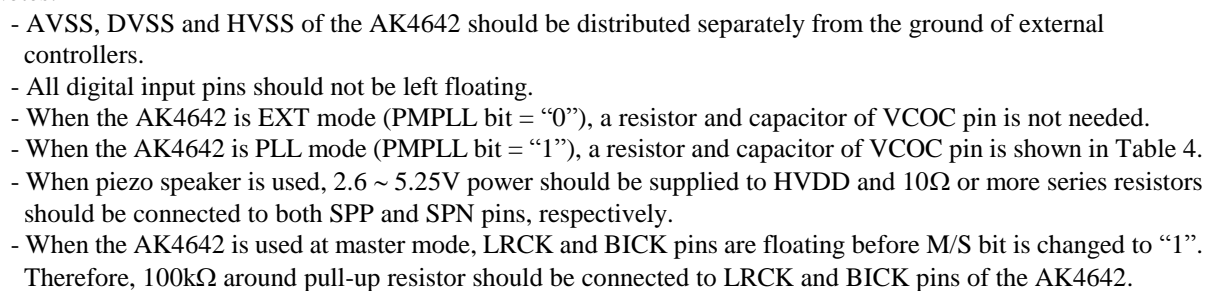 - AVSS, DVSS and HVSS of the AK4642 should be distributed separately from the ground of external
controllers.
- All digital input pins should not be left floating.
- When the AK4642 is EXT mode (PMPLL bit = “0”), a resistor and capacitor of VCOC pin is not needed.
- When the AK4642 is PLL mode (PMPLL bit = “1”), a resistor and capacitor of VCOC pin is shown in Table 4.
- When piezo speaker is used, 2.6 ∼ 5.25V power should be supplied to HVDD and 10Ω or more series resistors
should be connected to both SPP and SPN pins, respectively.
- When the AK4642 is used at master mode, LRCK and BICK pins are floating before M/S bit is changed to “1”.
Therefore, 100kΩ around pull-up resistor should be connected to LRCK and BICK pins of the AK4642.